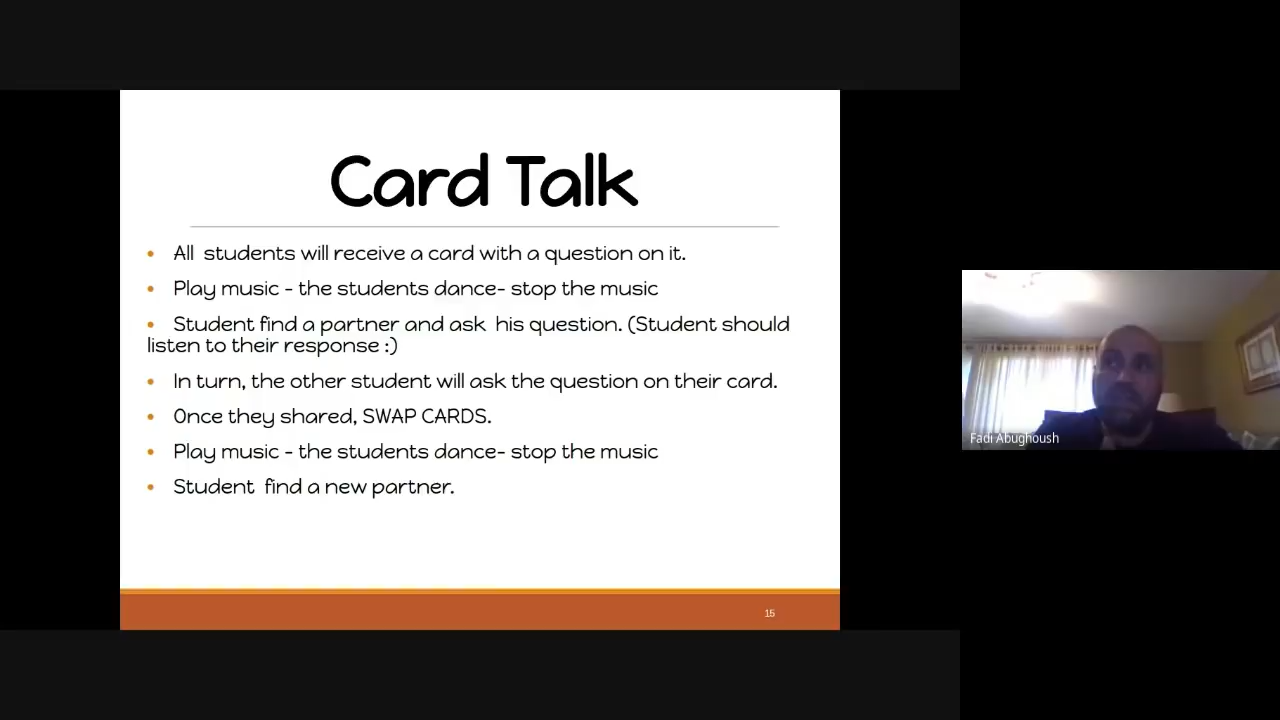 Card Talk
• All  students will receive a card with a question on it.
• Play music - the students dance- stop the music
• Student find a partner and ask  his question. (Student should
listen to their response :)
• In turn, the other student will ask the question on their card.
• Once they shared, SWAP CARDS.
• Play music - the students dance- stop the music
• Student  find a new partner.
15
Fadi Abughoush